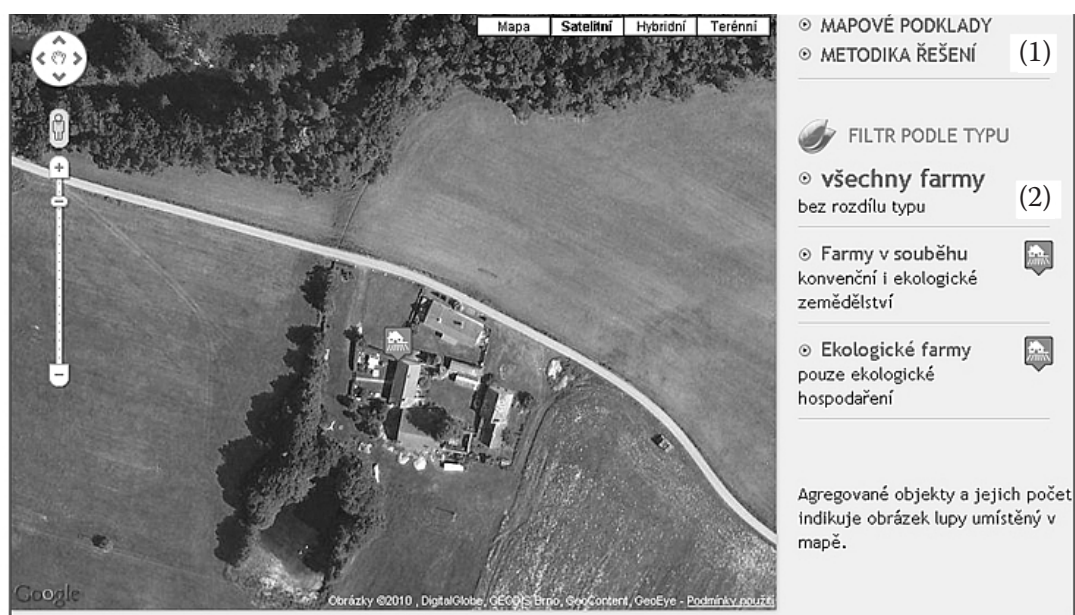 Mapa Satelitní Hybridní Terénní
MAPOVÉ PODKLADY
METODIKA ŘEŠENÍ (1)
FILTR PODLE TYPU
všechny farmy
bez rozdílu typu (2)
Farmy v souběhu
konvenční i ekologické
zemědělství
Ekologické farmy
pouze ekologické
hospodaření
Agregované objekty a jejich počet
indikuje obrázek lupy umístěný v
mapě.
Google
Obrázky ©2010 , DigitalGlobe, GEODIS Brno, GeoContent, GeoEye - Podmínky použití